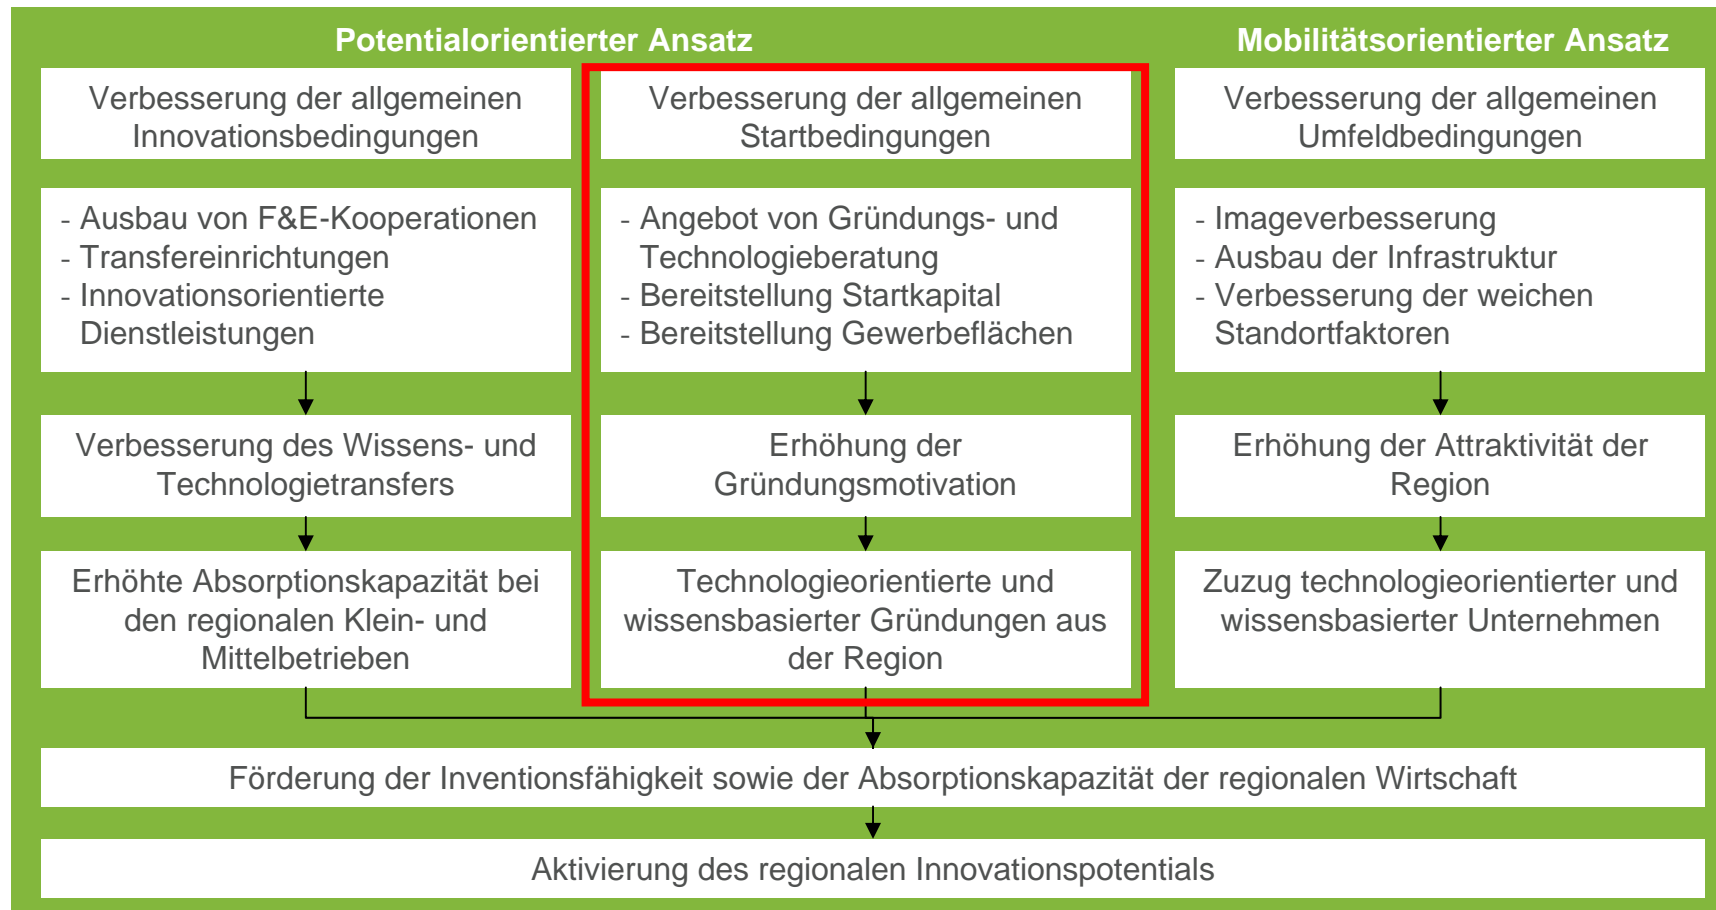 Potentialorientierter Ansatz
Mobilitätsorientierter Ansatz
Verbesserung der allgemeinen
Innovationsbedingungen
- Ausbau von F&E-Kooperationen
- Transfereinrichtungen
- Innovationsorientierte
Dienstleistungen
Verbesserung des Wissens- und
Technologietransfers
Erhöhte Absorptionskapazität bei
den regionalen Klein- und
Mittelbetrieben
Verbesserung der allgemeinen
Startbedingungen
- Angebot von Gründungs- und
Technologieberatung
- Bereitstellung Startkapital
- Bereitstellung Gewerbeflächen
Erhöhung der
Gründungsmotivation
Technologieorientierte und
wissensbasierter Gründungen aus
der Region
Verbesserung der allgemeinen
Umfeldbedingungen
- Imageverbesserung
- Ausbau der Infrastruktur
- Verbesserung der weichen
Standortfaktoren
Erhöhung der Attraktivität der
Region
Zuzug technologieorientierter und
wissensbasierter Unternehmen
Förderung der Inventionsfähigkeit sowie der Absorptionskapazität der regionalen Wirtschaft
Aktivierung des regionalen Innovationspotentials